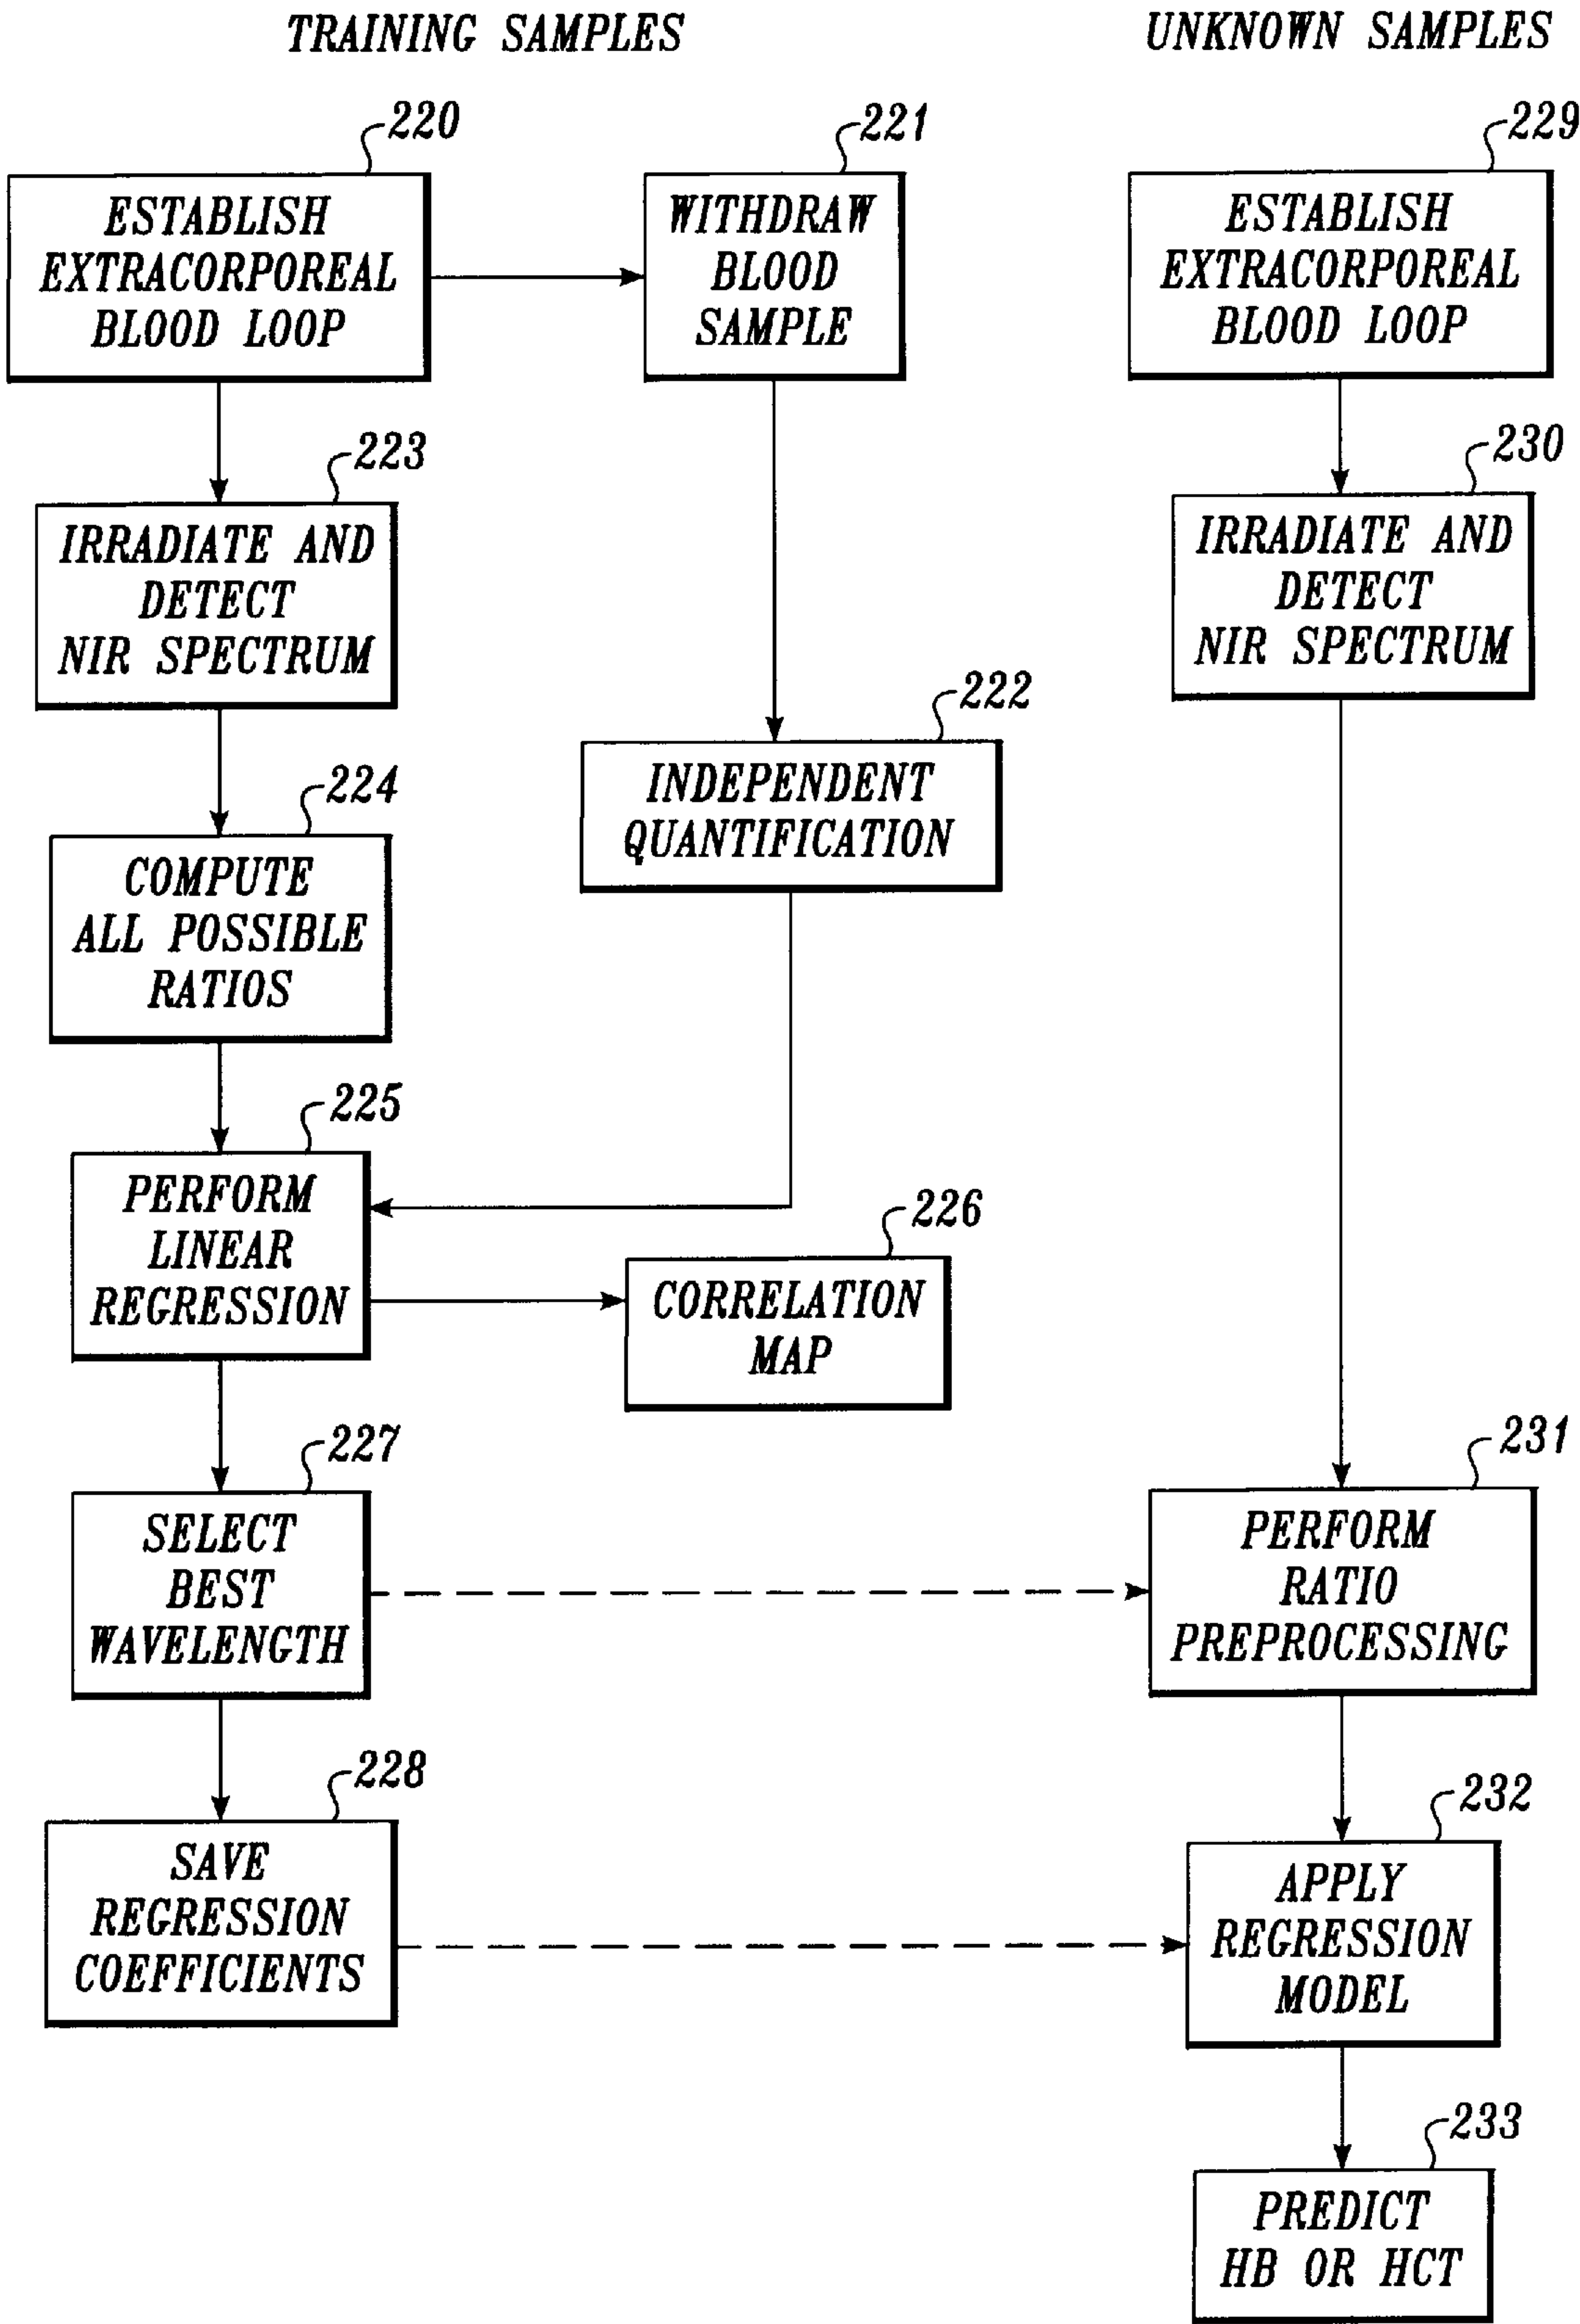 TRAINING SAMPLES
UNKNOWN SAMPLES
220
ESTABLISH
EXTRACORPOREAL
BLOOD LOOP
221
WITHDRAW
BLOOD
SAMPLE
229
ESTABLISH
EXTRACORPOREAL
BLOOD LOOP
223
IRRADIATE AND
DETECT
NIR SPECTRUM
230
IRRADIATE AND
DETECT
NIR SPECTRUM
222
INDEPENDENT
QUANTIFICATION
224
COMPUTE
ALL POSSIBLE
RATIOS
225
PERFORM
LINEAR
REGRESSION
226
CORRELATION
MAP
227
SELECT
BEST
WAVELENGTH
231
PERFORM
RATIO
PREPROCESSING
228
SAVE
REGRESSION
COEFFICIENTS
232
APPLY
REGRESSION
MODEL
233
PREDICT
HB OR HCT